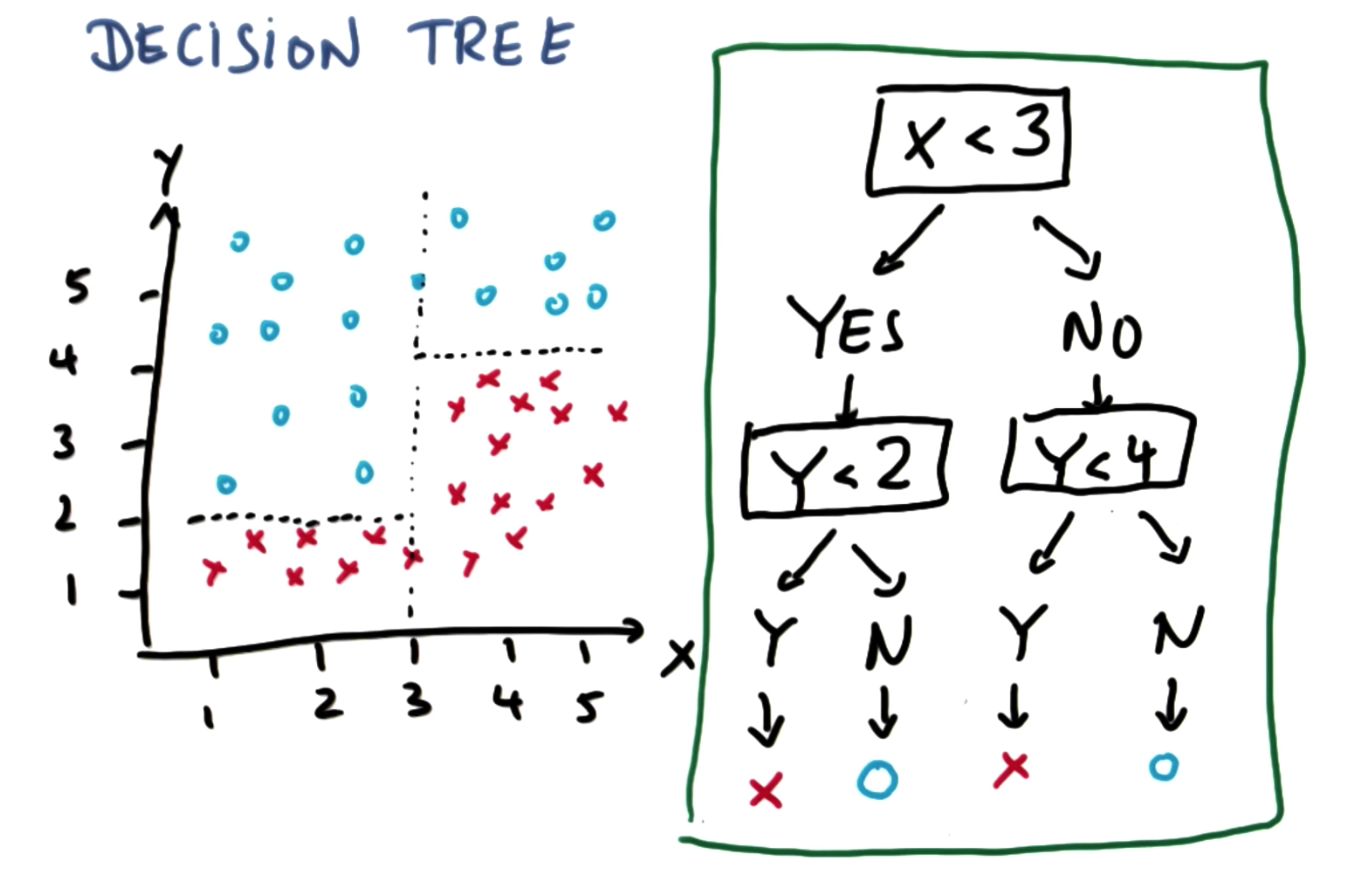 DECISION TREE
Y
5
4
3
2
1
1 2 3 4 5
X
X < 3
YES NO
Y < 2 Y < 4
Y N Y N